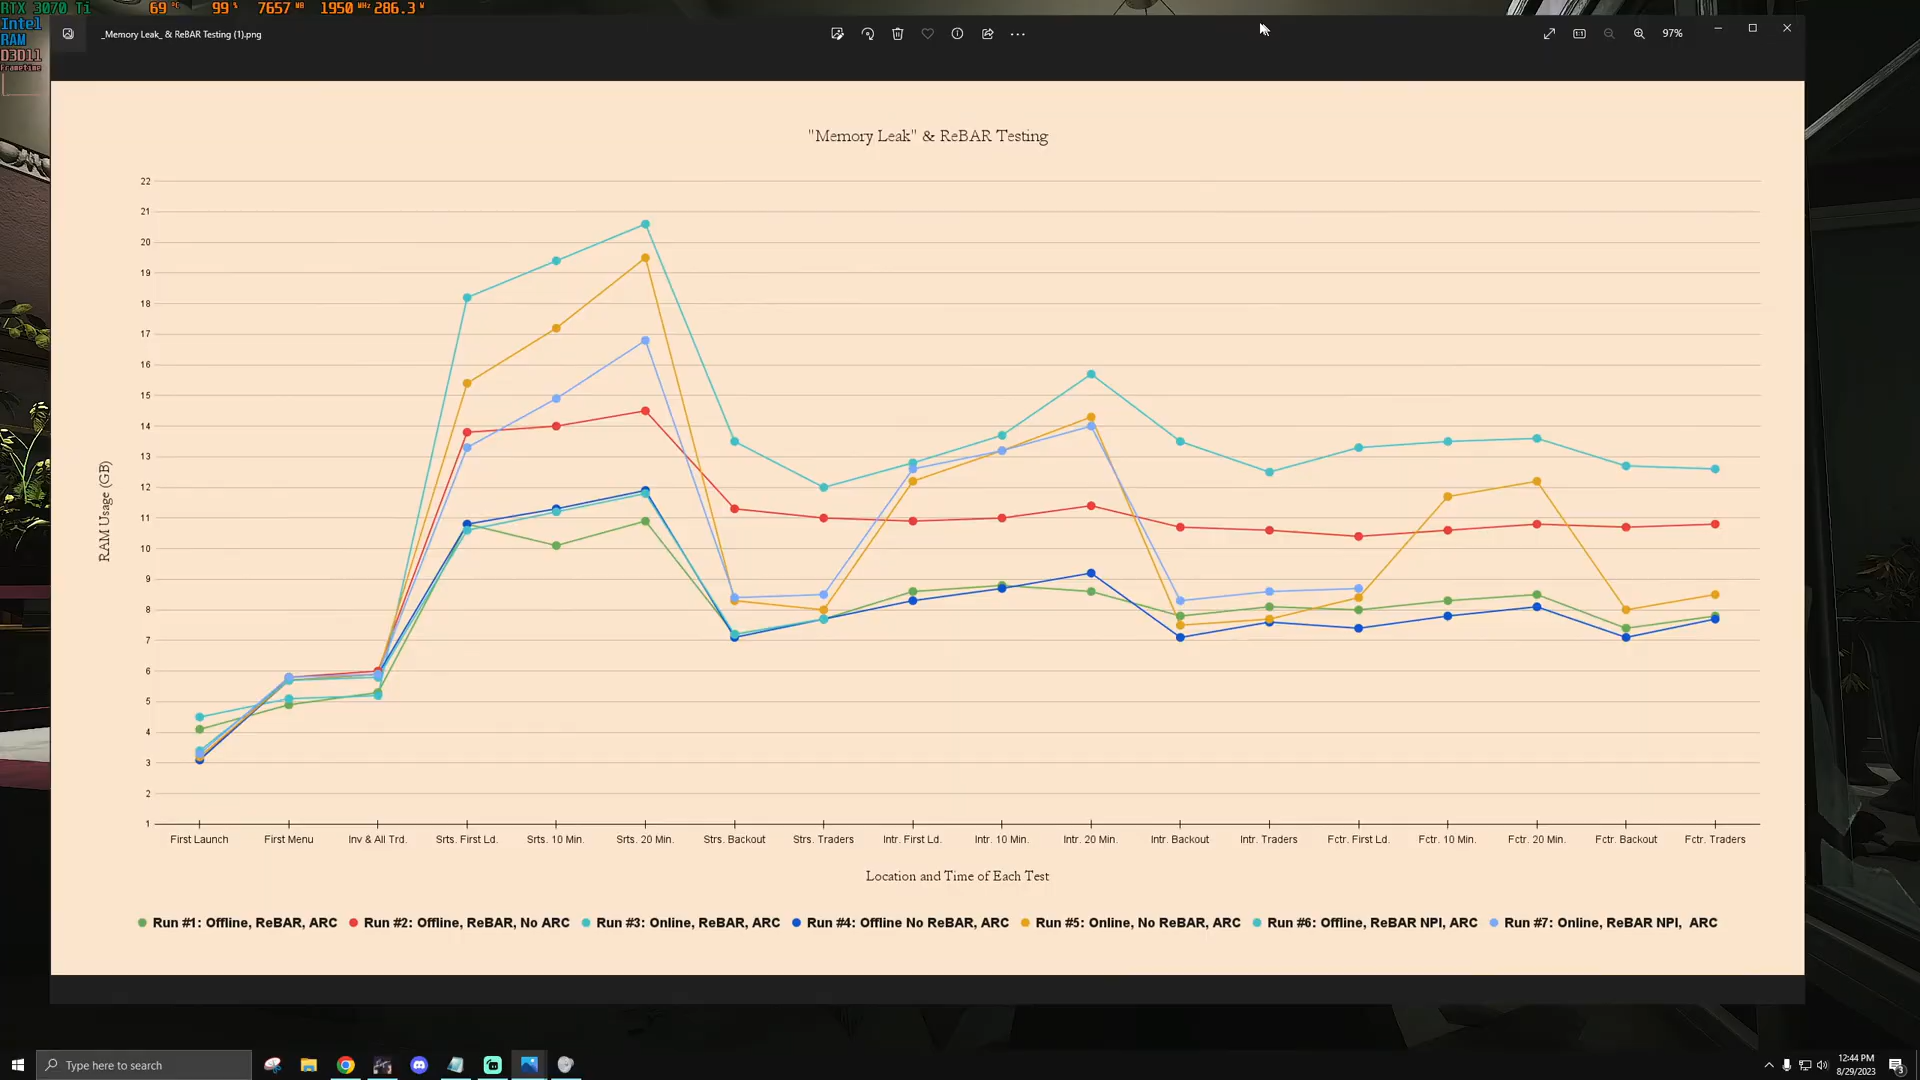 RTX 3070 Ti 69 °C 99 % 7657 MB 1950 MHz 286.3 W
Intel
RAM
D3D11
Frametime
_Memory Leak_ & ReBAR Testing (1).png
97%
"Memory Leak" & ReBAR Testing
22
21
20
19
18
17
16
15
14
13
12
11
10
9
8
7
6
5
4
3
2
1
RAM Usage (GB)
First Launch First Menu Inv & All Trd. Srts. First Ld. Srts. 10 Min. Srts. 20 Min. Strs. Backout Strs. Traders Intr. First Ld. Intr. 10 Min. Intr. 20 Min. Intr. Backout Intr. Traders Fctr. First Ld. Fctr. 10 Min. Fctr. 20 Min. Fctr. Backout Fctr. Traders
Location and Time of Each Test
Run #1: Offline, ReBAR, ARC Run #2: Offline, ReBAR, No ARC Run #3: Online, ReBAR, ARC Run #4: Offline No ReBAR, ARC Run #5: Online, No ReBAR, ARC Run #6: Offline, ReBAR NPI, ARC Run #7: Online, ReBAR NPI, ARC
Type here to search
12:44 PM
8/29/2023
3